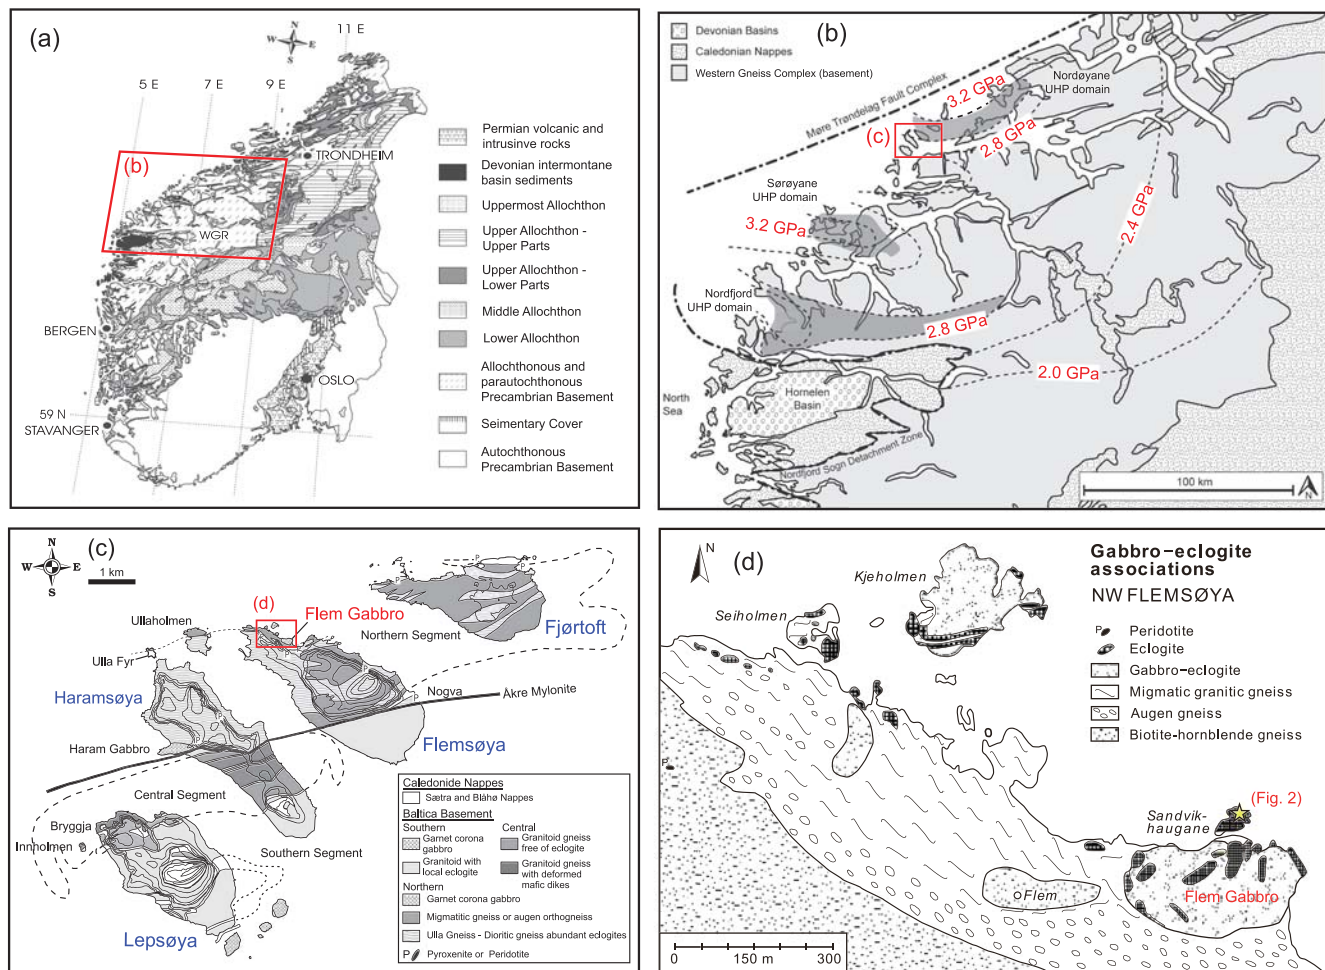 (a)
N
W E
S
11 E
5 E
7 E
9 E
(b)
TRONDHEIM
WGR
BERGEN
OSLO
59 N
STAVANGER
Permian volcanic and
intrusinve rocks
Devonian intermontane
basin sediments
Uppermost Allochthon
Upper Allochthon -
Upper Parts
Upper Allochthon -
Lower Parts
Middle Allochthon
Lower Allochthon
Allochthonous and
parautochthonous
Precambrian Basement
Seimentary Cover
Autochthonous
Precambrian Basement
Devonian Basins
Caledonian Nappes
Western Gneiss Complex (basement)
(b)
Møre Trøndelag Fault Complex
3.2 GPa
Nordøyane
UHP domain
(c)
2.8 GPa
Sørøyane
UHP domain
3.2 GPa
2.4 GPa
Nordfjord
UHP domain
2.8 GPa
2.0 GPa
North
Sea
Hornelen
Basin
Nordfjord Sogn Detachment Zone
100 km
N
(c)
N
W E
S
1 km
(d)
Flem Gabbro
Ullaholmen
Northern Segment
Fjørtoft
Ulla Fyr
Haramsøya
Nogva
Åkre Mylonite
Flemsøya
Haram Gabbro
Central Segment
Bryggja
Innholmen
Southern Segment
Lepsøya
P
P
P
P
P
P
Caledonide Nappes
Sætra and Blåhø Nappes
Baltica Basement
Southern
Garnet corona
gabbro
Granitoid with
local eclogite
Central
Granitoid gneiss
free of eclogite
Granitoid gneiss
with deformed
mafic dikes
Northern
Garnet corona gabbro
Migmatitic gneiss or augen orthogneiss
Ulla Gneiss - Dioritic gneiss abundant eclogites
P Pyroxenite or Peridotite
N
(d)
Kjeholmen
Seiholmen
Gabbro-eclogite
associations
NW FLEMSØYA
P Peridotite
Eclogite
Gabbro-eclogite
Migmatic granitic gneiss
Augen gneiss
Biotite-hornblende gneiss
P
(Fig. 2)
Sandvik-
haugane
Flem
Flem Gabbro
0 150 m 300